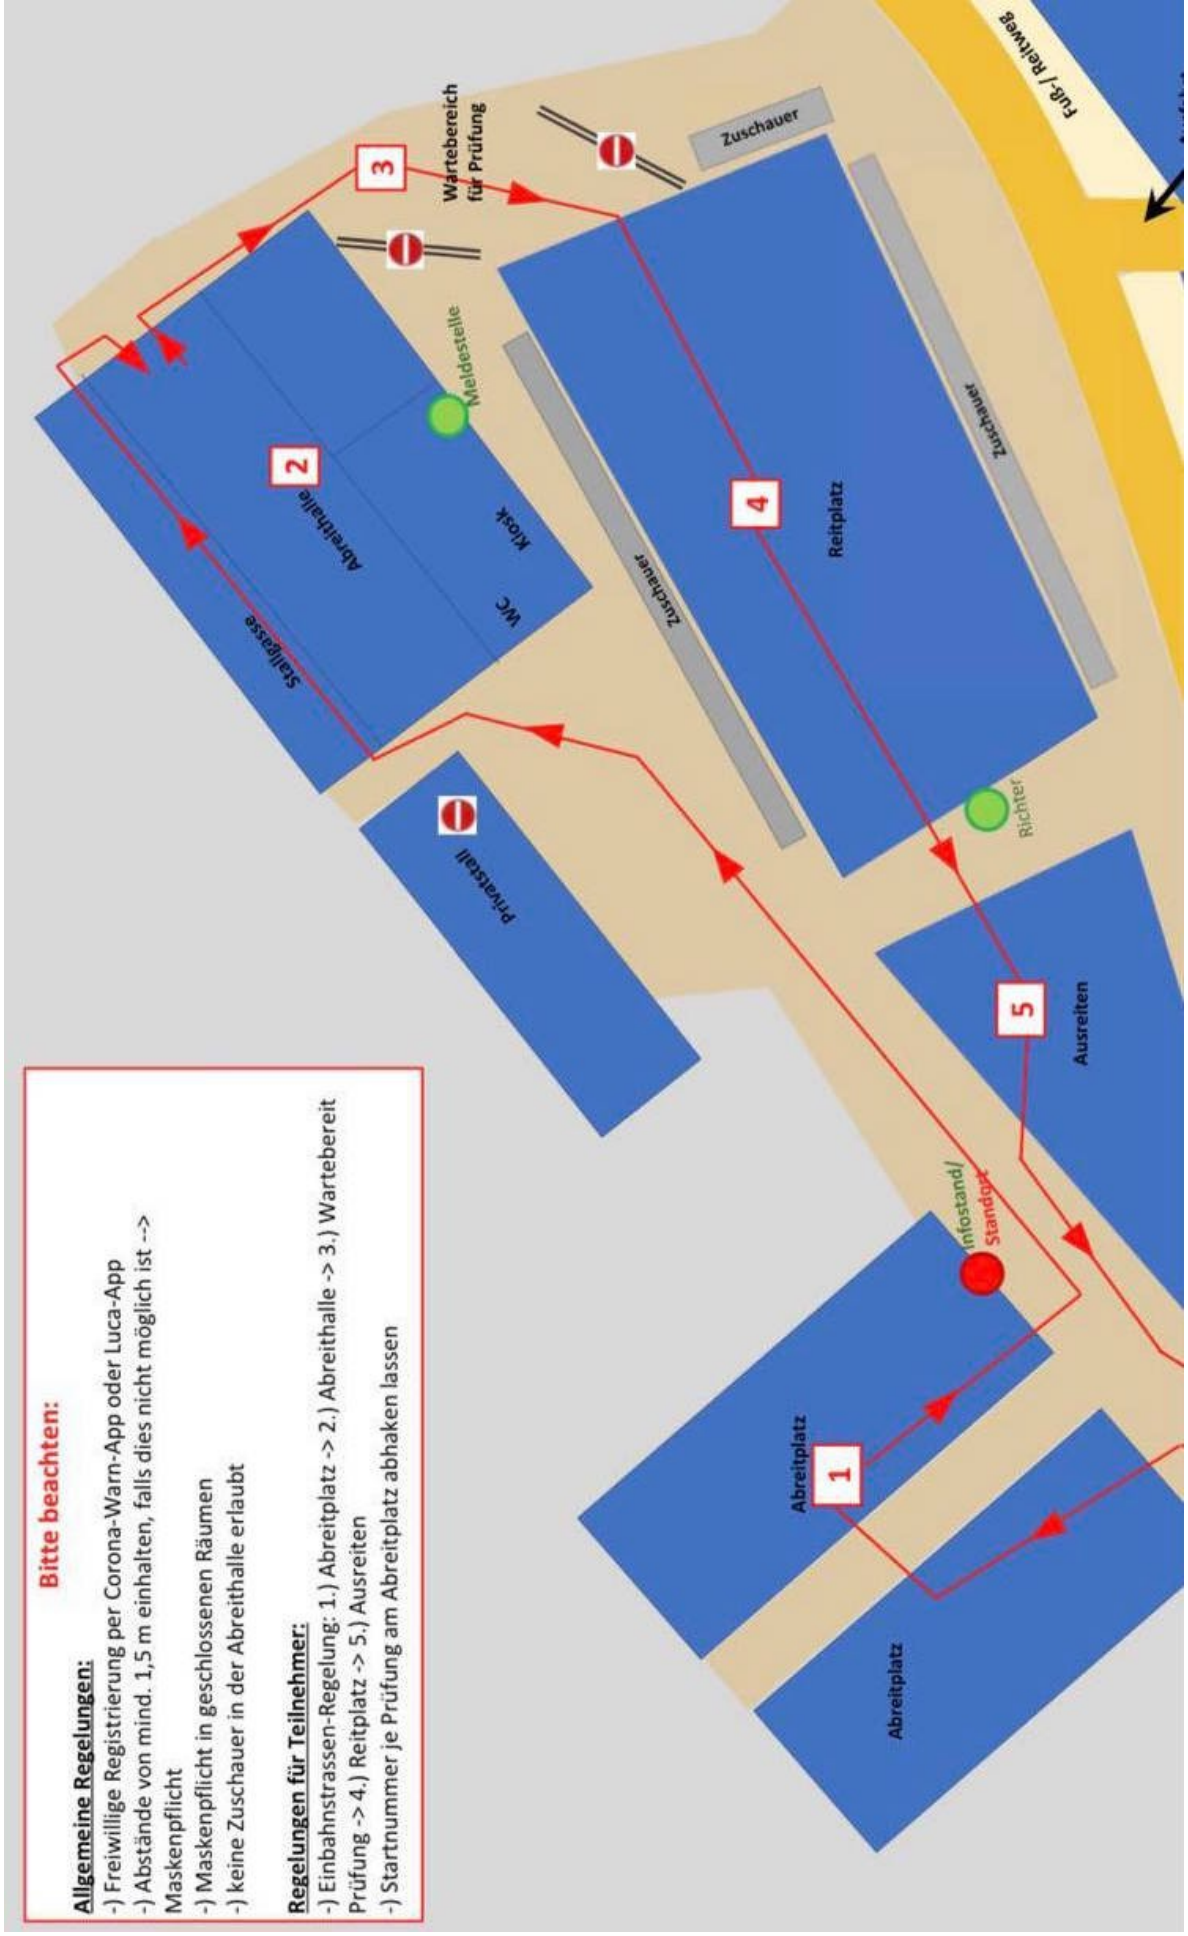 Bitte beachten:
Allgemeine Regelungen:
-) Freiwillige Registrierung per Corona-Warn-App oder Luca-App
-) Abstände von mind. 1,5 m einhalten, falls dies nicht möglich ist -->
Maskenpflicht
-) Maskenpflicht in geschlossenen Räumen
-) keine Zuschauer in der Abreithalle erlaubt
Regelungen für Teilnehmer:
-) Einbahnstrassen-Regelung: 1.) Abreitplatz -> 2.) Abreithalle -> 3.) Wartebereit
Prüfung -> 4.) Reitplatz -> 5.) Ausreiten
-) Startnummer je Prüfung am Abreitplatz abhaken lassen
Stallgasse
Abreithalle
2
3
Wartebereich
für Prüfung
Meldestelle
Kiosk
WC
Privatstall
Zuschauer
Zuschauer
Zuschauer
4
Reitplatz
Richter
5
Ausreiten
Infostand/
Standort
Abreitplatz
1
Abreitplatz
Fuß-/ Reitweg